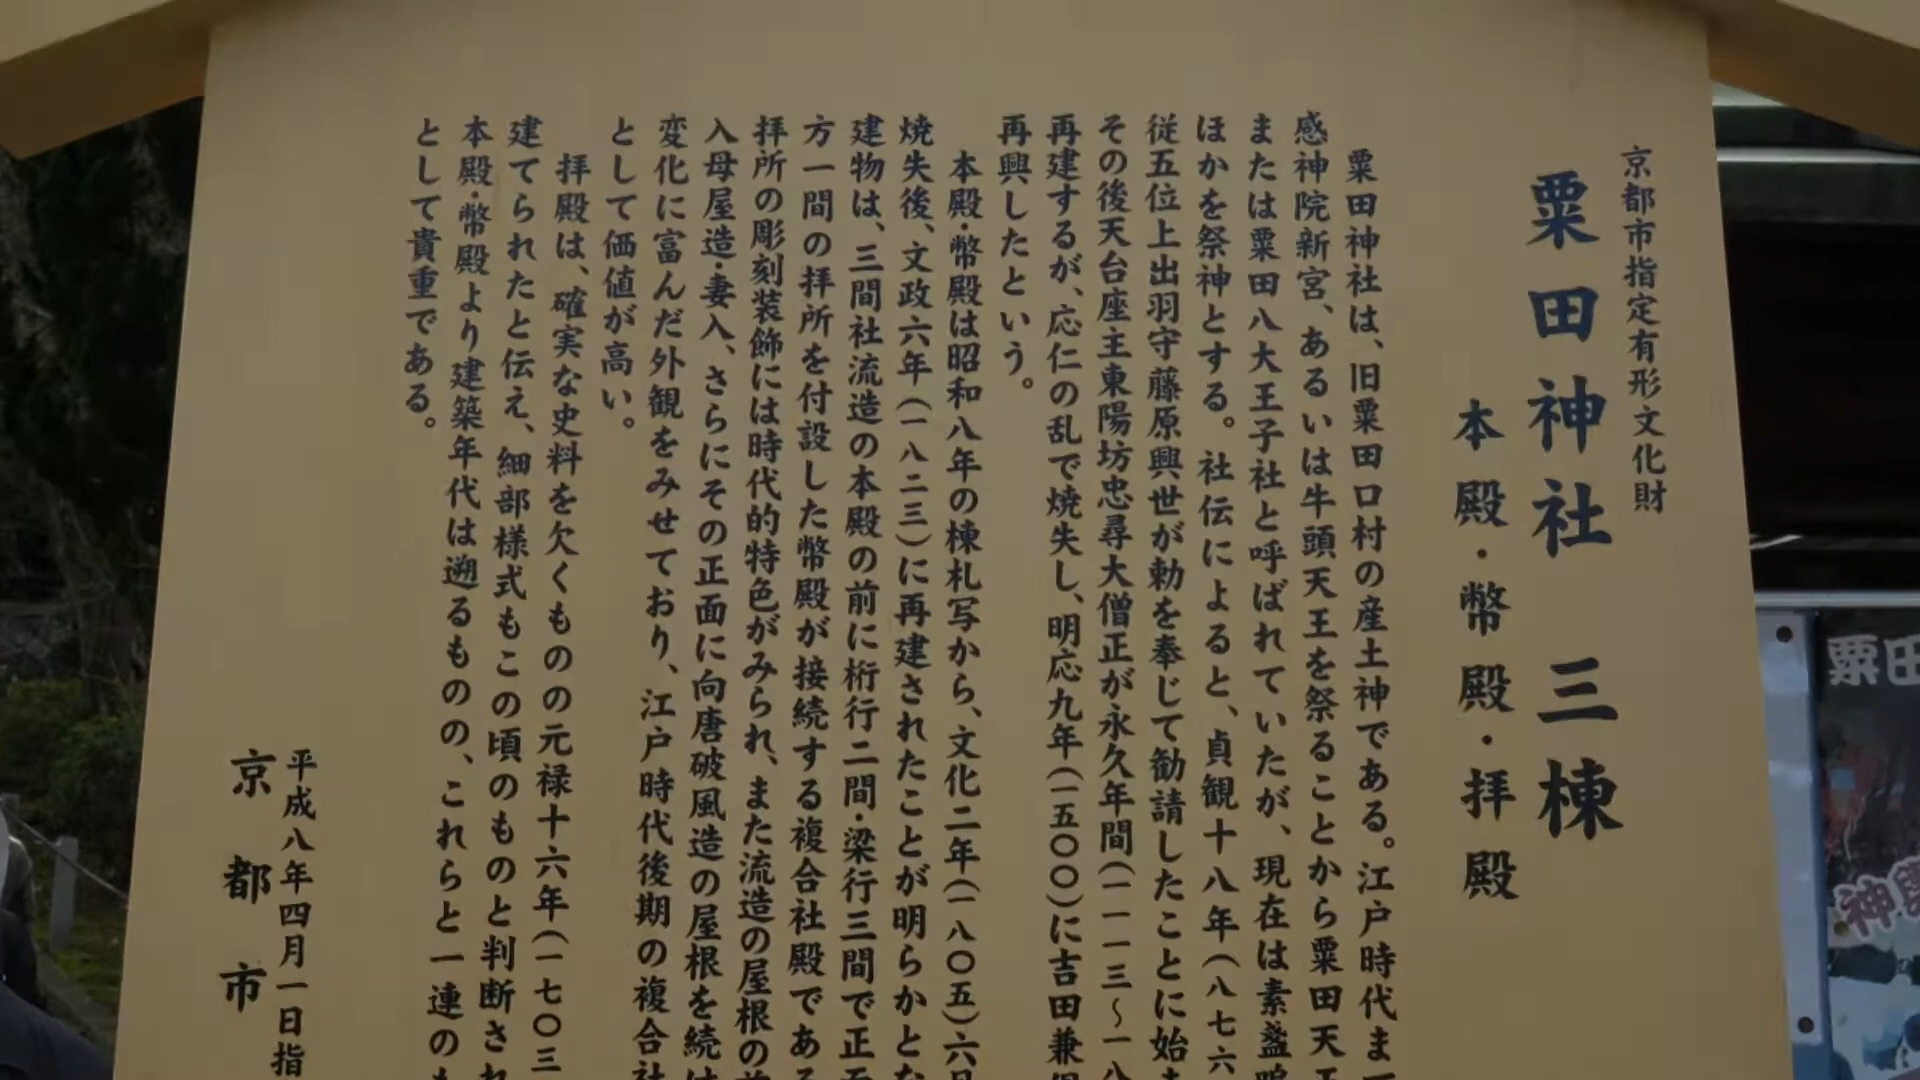 京都市指定有形文化財
粟田神社 三棟
本殿・幣殿・拝殿
粟田神社は、旧粟田口村の産土神である。江戸時代ま
感神院新宮、あるいは牛頭天王を祭ることから粟田天王
または粟田八大王子社と呼ばれていたが、現在は素盞嗚
ほかを祭神とする。社伝によると、貞観十八年(八七六
従五位上出羽守藤原興世が勅を奉じて勧請したことに始ま
その後天台座主東陽坊忠尋大僧正が永久年間(一一一三〜一八
再建するが、応仁の乱で焼失し、明応九年(一五〇〇)に吉田兼倶
再興したという。
本殿・幣殿は昭和八年の棟札写から、文化二年(一八〇五)六月
焼失後、文政六年(一八二三)に再建されたことが明らかとな
建物は、三間社流造の本殿の前に桁行二間・梁行三間で正面
方一間の拝所を付設した幣殿が接続する複合社殿である
拝所の彫刻装飾には時代的特色がみられ、また流造の屋根の前
入母屋造・妻入、さらにその正面に向唐破風造の屋根を続け
変化に富んだ外観をみせており、江戸時代後期の複合社
として価値が高い。
拝殿は、確実な史料を欠くものの元禄十六年(一七〇三
建てられたと伝え、細部様式もこの頃のものと判断され
本殿・幣殿より建築年代は遡るものの、これらと一連のも
として貴重である。
平成八年四月一日指
京都市
粟田
神輿